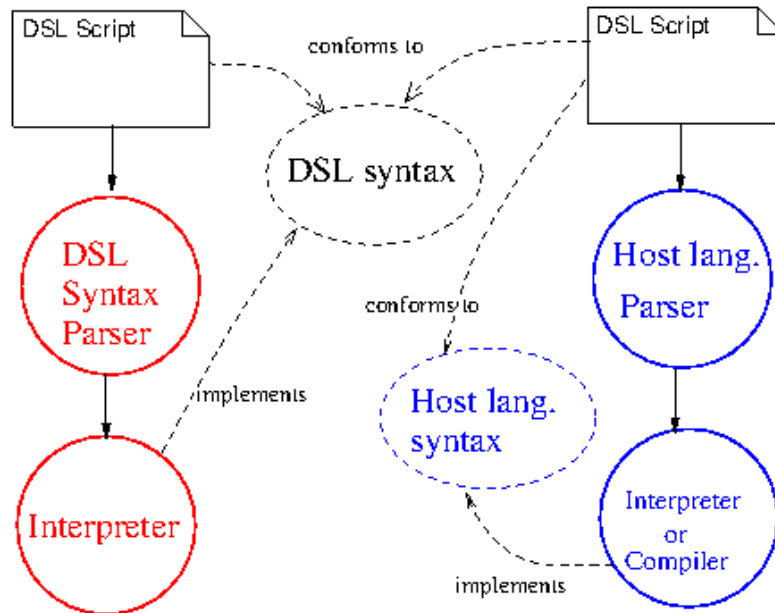 DSL Script
conforms to
DSL Script
DSL syntax
DSL
Syntax
Parser
Host lang.
Parser
conforms to
implements
Host lang.
syntax
Interpreter
Interpreter
or
Compiler
implements